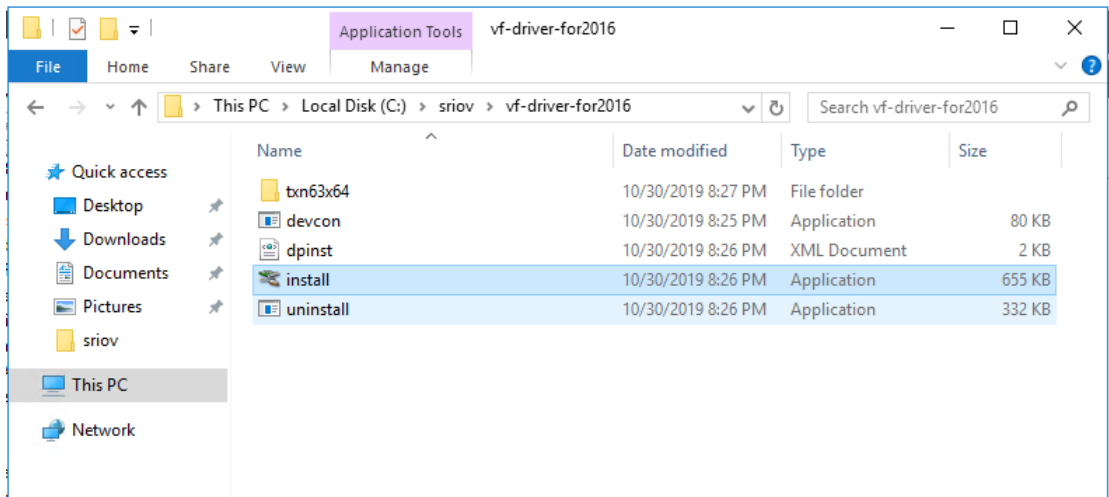 Application Tools vf-driver-for2016
File Home Share View Manage
This PC Local Disk (C:) sriov vf-driver-for2016 Search vf-driver-for2016
Name Date modified Type Size
Quick access
Desktop
Downloads
Documents
Pictures
sriov
This PC
Network
txn63x64 10/30/2019 8:27 PM File folder
devcon 10/30/2019 8:25 PM Application 80 KB
dpinst 10/30/2019 8:26 PM XML Document 2 KB
install 10/30/2019 8:26 PM Application 655 KB
uninstall 10/30/2019 8:26 PM Application 332 KB